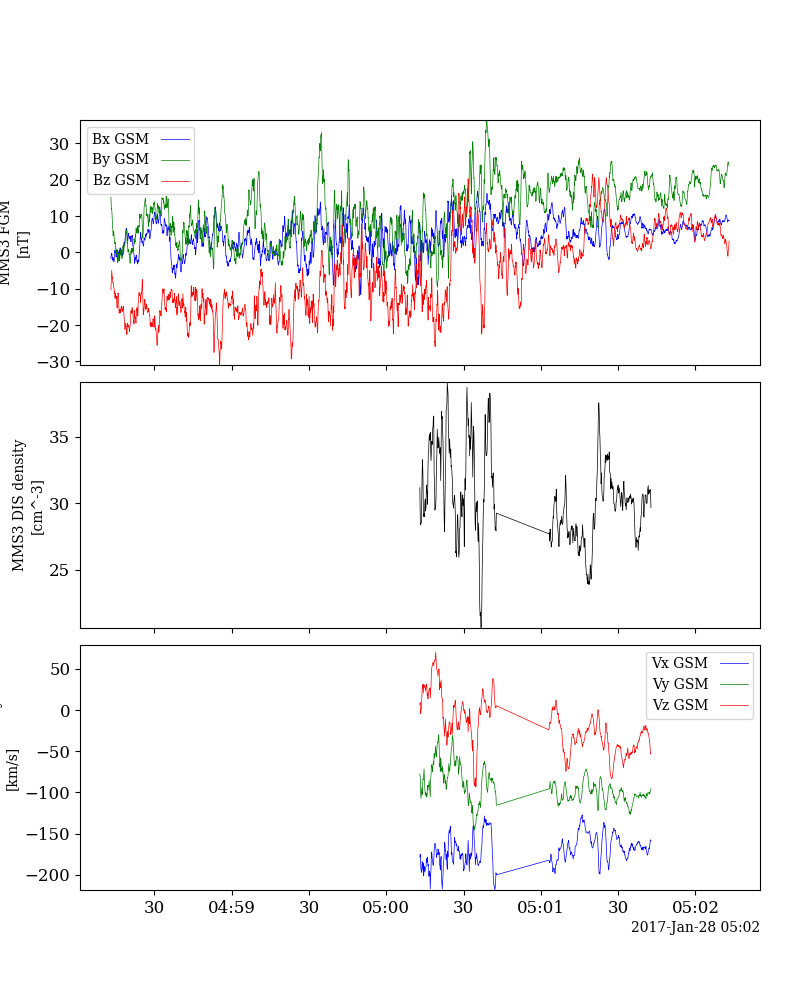 Bx GSM
By GSM
Bz GSM
30
20
10
0
−10
−20
−30
MMS3 FGM
[nT]
35
30
25
MMS3 DIS density
[cm^-3]
Vx GSM
Vy GSM
Vz GSM
50
0
−50
−100
−150
−200
[km/s]
30
04:59
30
05:00
30
05:01
30
05:02
2017-Jan-28 05:02